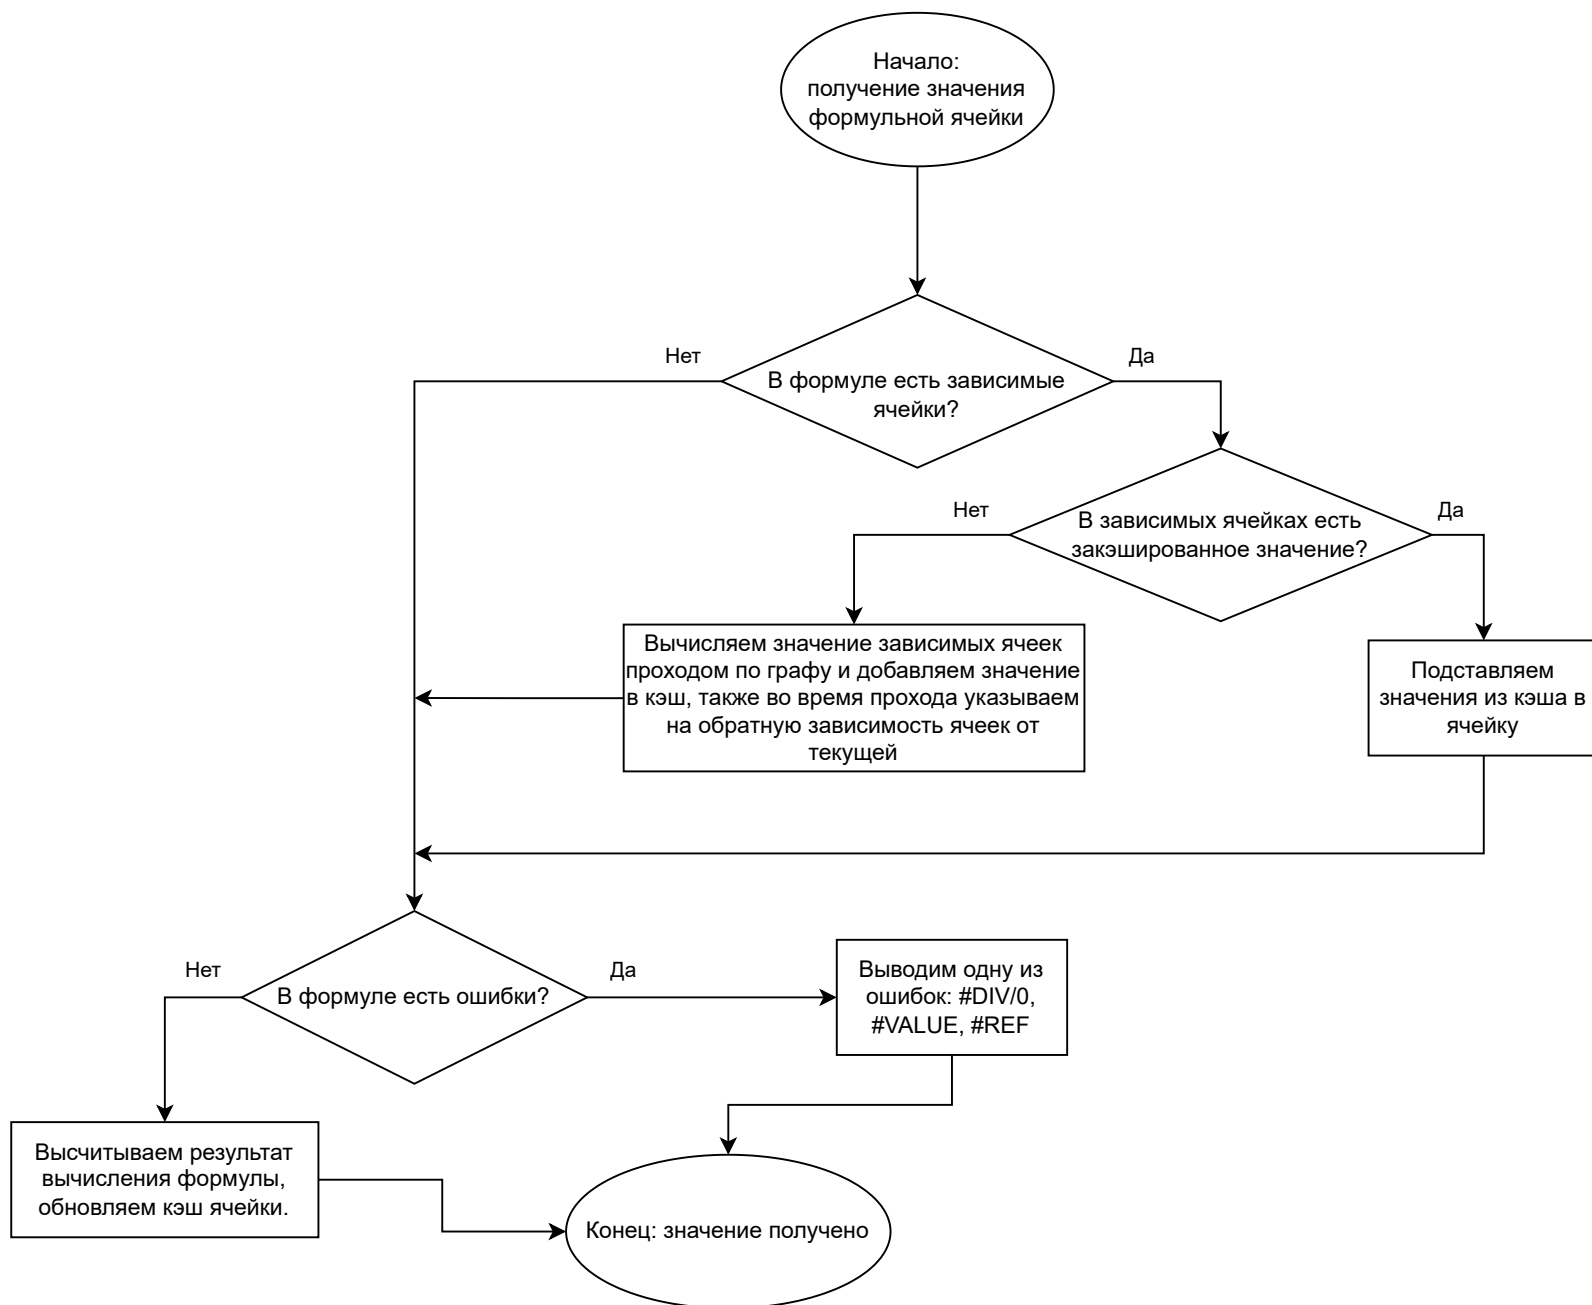 Начало:
получение значения
формульной ячейки
Нет
Да
В формуле есть зависимые
ячейки?
Нет
Да
В зависимых ячейках есть
закэшированное значение?
Вычисляем значение зависимых ячеек
проходом по графу и добавляем значение
в кэш, также во время прохода указываем
на обратную зависимость ячеек от
текущей
Подставляем
значения из кэша в
ячейку
Нет
Да
В формуле есть ошибки?
Выводим одну из
ошибок: #DIV/0,
#VALUE, #REF
Высчитываем результат
вычисления формулы,
обновляем кэш ячейки.
Конец: значение получено